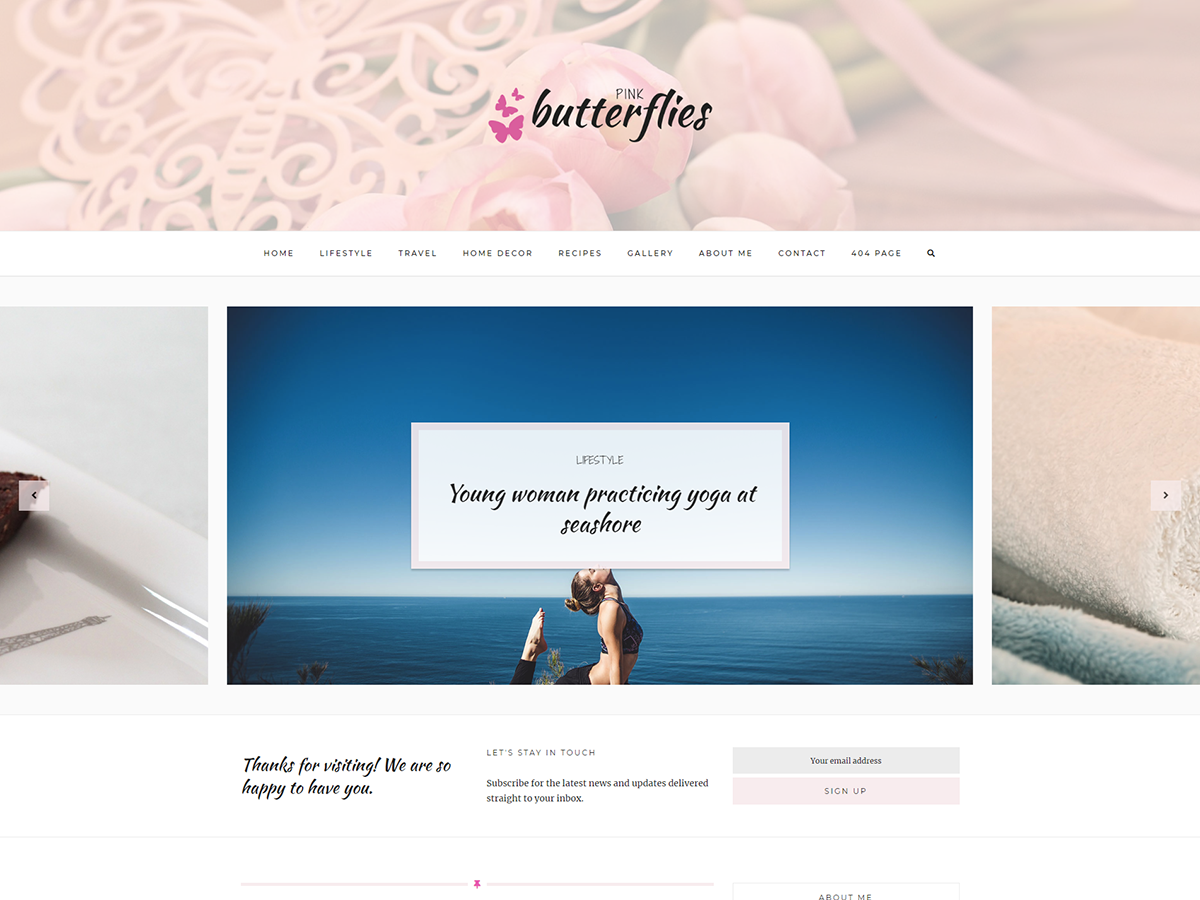 PINK
butterflies
HOME LIFESTYLE TRAVEL HOME DECOR RECIPES GALLERY ABOUT ME CONTACT 404 PAGE
LIFESTYLE
Young woman practicing yoga at
seashore
Thanks for visiting! We are so
happy to have you.
LET'S STAY IN TOUCH
Subscribe for the latest news and updates delivered
straight to your inbox.
Your email address
SIGN UP
ABOUT ME